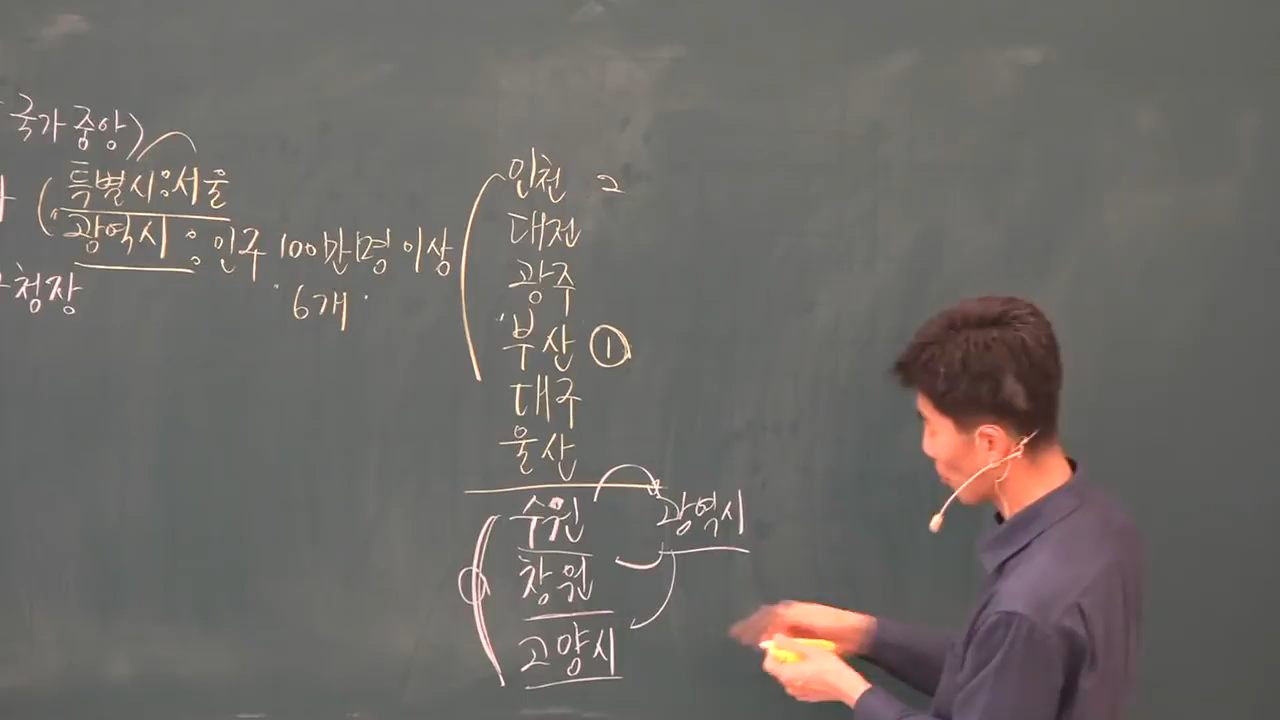 국가 중앙)
(특별시:서울
광역시 : 인구 100만명 이상
청장
6개
인천 2
대전
광주
부산 ①
대구
울산
수원 광역시
창원
고양시